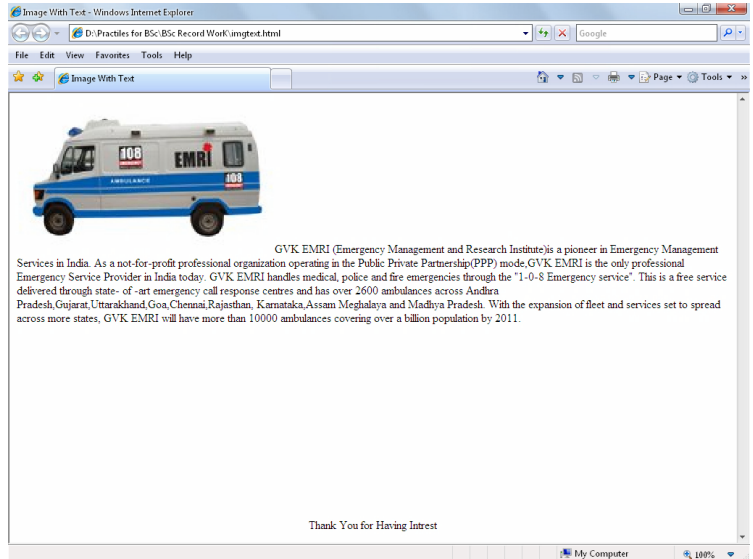 Image With Text - Windows Internet Explorer
D:\Practiles for BSc\BSc Record WorK\imgtext.html
Google
File Edit View Favorites Tools Help
Image With Text
Page Tools »
108
EMRI
AMBULANCE
108
GVK EMRI (Emergency Management and Research Institute)is a pioneer in Emergency Management
Services in India. As a not-for-profit professional organization operating in the Public Private Partnership(PPP) mode,GVK EMRI is the only professional
Emergency Service Provider in India today. GVK EMRI handles medical, police and fire emergencies through the "1-0-8 Emergency service". This is a free service
delivered through state- of -art emergency call response centres and has over 2600 ambulances across Andhra
Pradesh,Gujarat,Uttarakhand,Goa,Chennai,Rajasthan, Karnataka,Assam Meghalaya and Madhya Pradesh. With the expansion of fleet and services set to spread
across more states, GVK EMRI will have more than 10000 ambulances covering over a billion population by 2011.
Thank You for Having Intrest
My Computer
100%